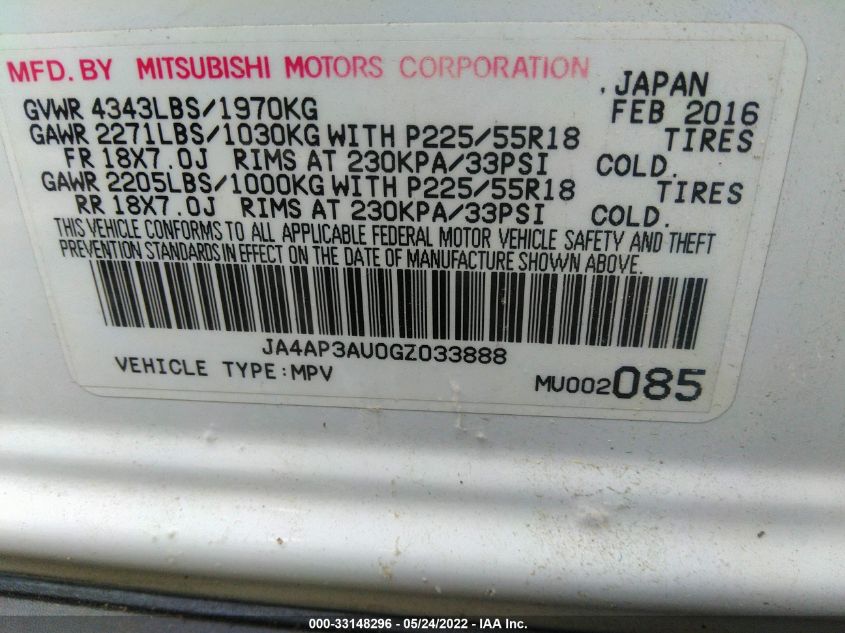 MFD. BY MITSUBISHI MOTORS CORPORATION
, JAPAN
GVWR 4343LBS/1970KG FEB 2016
GAWR 2271LBS/1030KG WITH P225/55R18 TIRES
FR 18X7.0J RIMS AT 230KPA/33PSI COLD.
GAWR 2205LBS/1000KG WITH P225/55R18 TIRES
RR 18X7.0J RIMS AT 230KPA/33PSI COLD.
THIS VEHICLE CONFORMS TO ALL APPLICABLE FEDERAL MOTOR VEHICLE SAFETY AND THEFT
PREVENTION STANDARDS IN EFFECT ON THE DATE OF MANUFACTURE SHOWN ABOVE.
JA4AP3AU0GZ033888
VEHICLE TYPE:MPV MU002085
000-33148296 - 05/24/2022 - IAA Inc.